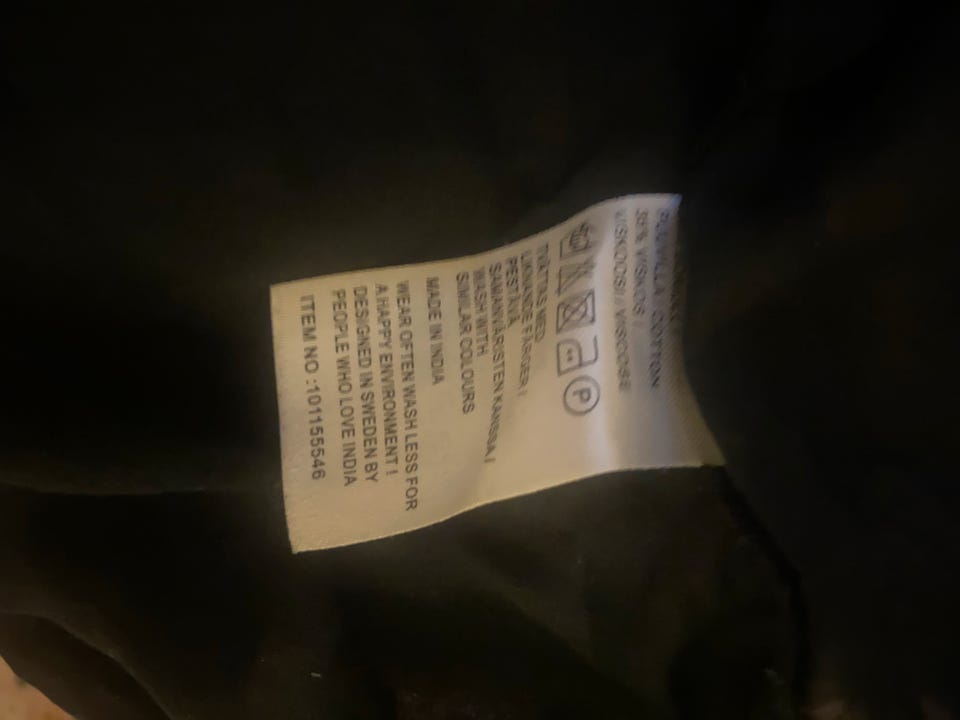 PUUVILLA / COTTON
VISKOS /
VISKOOSI / VISCOSE
P
TVÄTTAS MED
LIKNANDE FÄRGER /
PESTÄVÄ
SAMANVÄRISTEN KANSSA /
WASH WITH
SIMILAR COLOURS
MADE IN INDIA
WEAR OFTEN WASH LESS FOR
A HAPPY ENVIRONMENT !
DESIGNED IN SWEDEN BY
PEOPLE WHO LOVE INDIA
ITEM NO :101155546